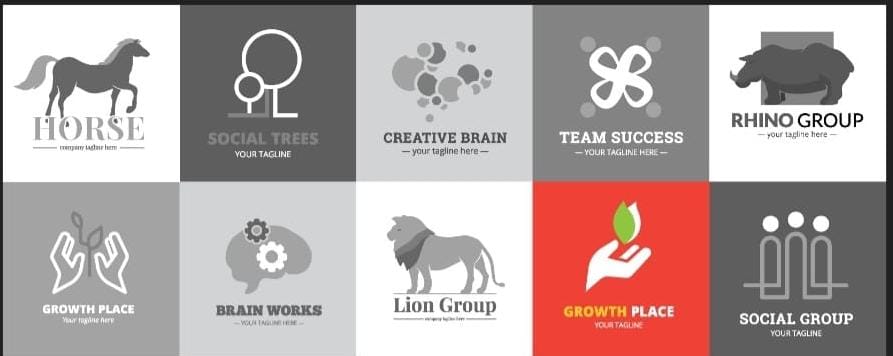 HORSE
company tagline here
SOCIAL TREES
YOUR TAGLINE
CREATIVE BRAIN
— your tagline here —
TEAM SUCCESS
— YOUR TAGLINE HERE —
RHINO GROUP
— your tagline here —
GROWTH PLACE
Your tagline here
BRAIN WORKS
— YOUR TAGLINE HERE —
Lion Group
company tagline here
GROWTH PLACE
YOUR TAGLINE
SOCIAL GROUP
YOUR TAGLINE